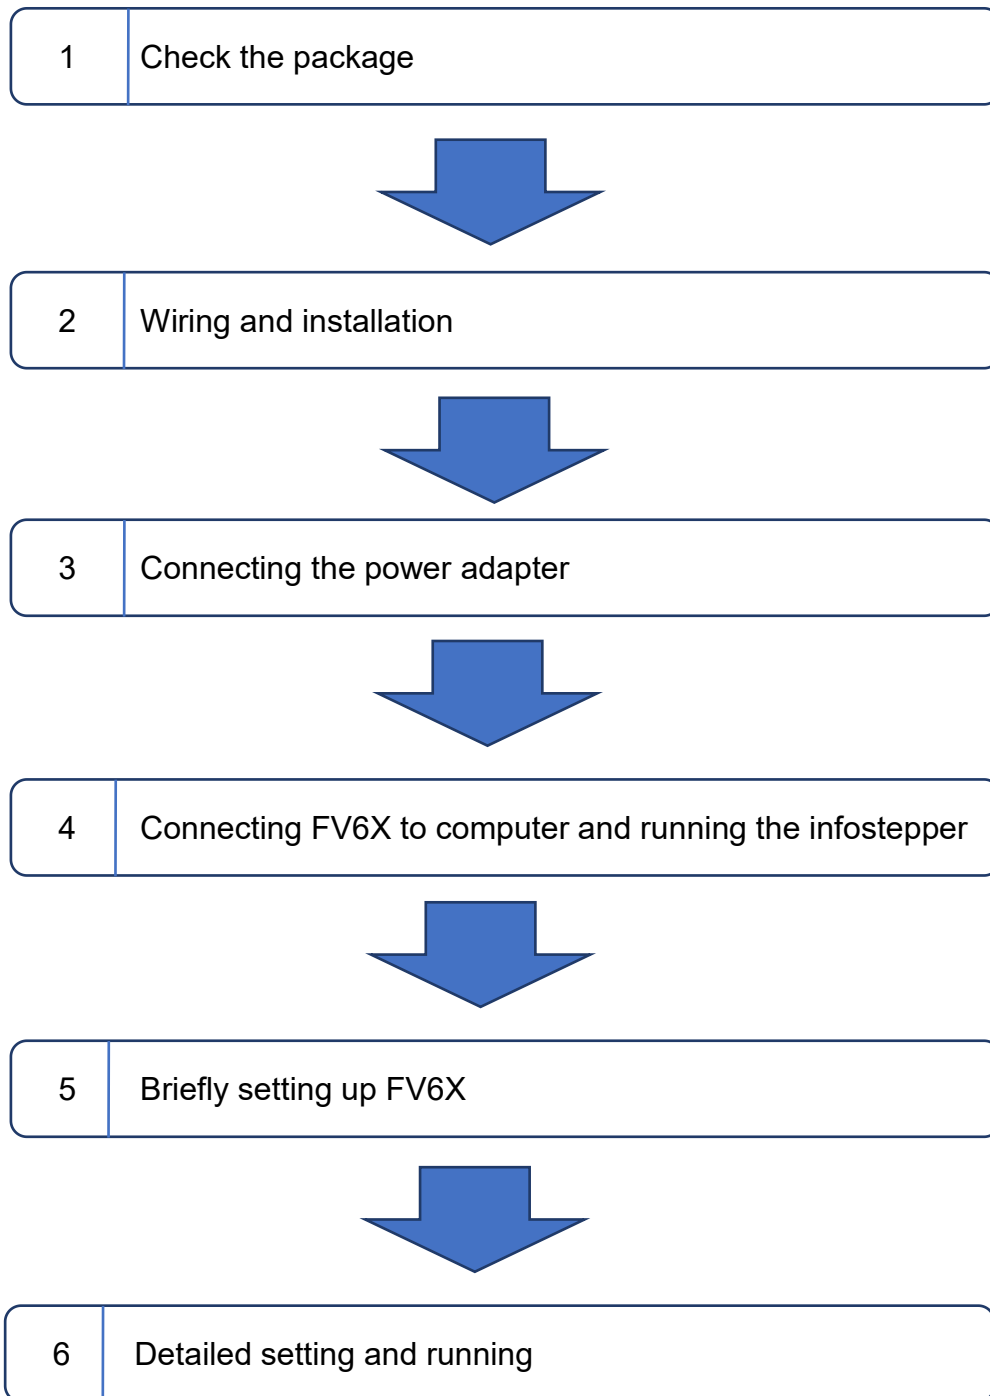 1 Check the package
2 Wiring and installation
3 Connecting the power adapter
4 Connecting FV6X to computer and running the infostepper
5 Briefly setting up FV6X
6 Detailed setting and running